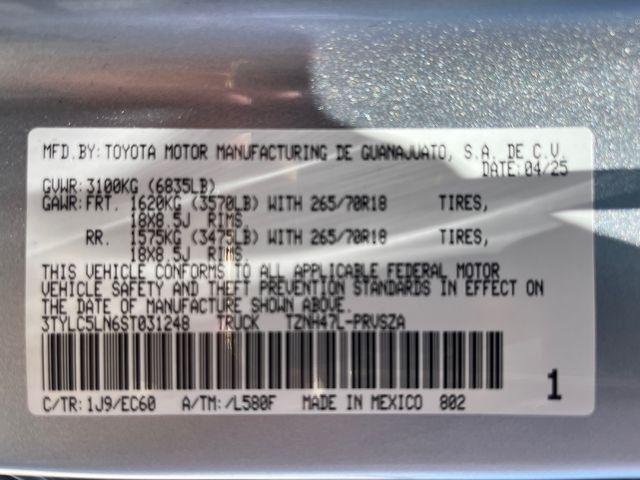 MFD.BY: TOYOTA MOTOR MANUFACTURING DE GUANAJUATO, S.A. DE C.V.
DATE: 04/25
GVWR: 3100KG (6835LB)
GAWR: FRT. 1620KG (3570LB) WITH 265/70R18 TIRES,
18X8.5J RIMS,
RR. 1575KG (3475LB) WITH 265/70R18 TIRES,
18X8.5J RIMS.
THIS VEHICLE CONFORMS TO ALL APPLICABLE FEDERAL MOTOR
VEHICLE SAFETY AND THEFT PREVENTION STANDARDS IN EFFECT ON
THE DATE OF MANUFACTURE SHOWN ABOVE.
3TYLC5LN6ST031248 TRUCK TZNH47L-PRVSZA
1
C/TR: 1J9/EC60 A/TM: /L580F MADE IN MEXICO 802